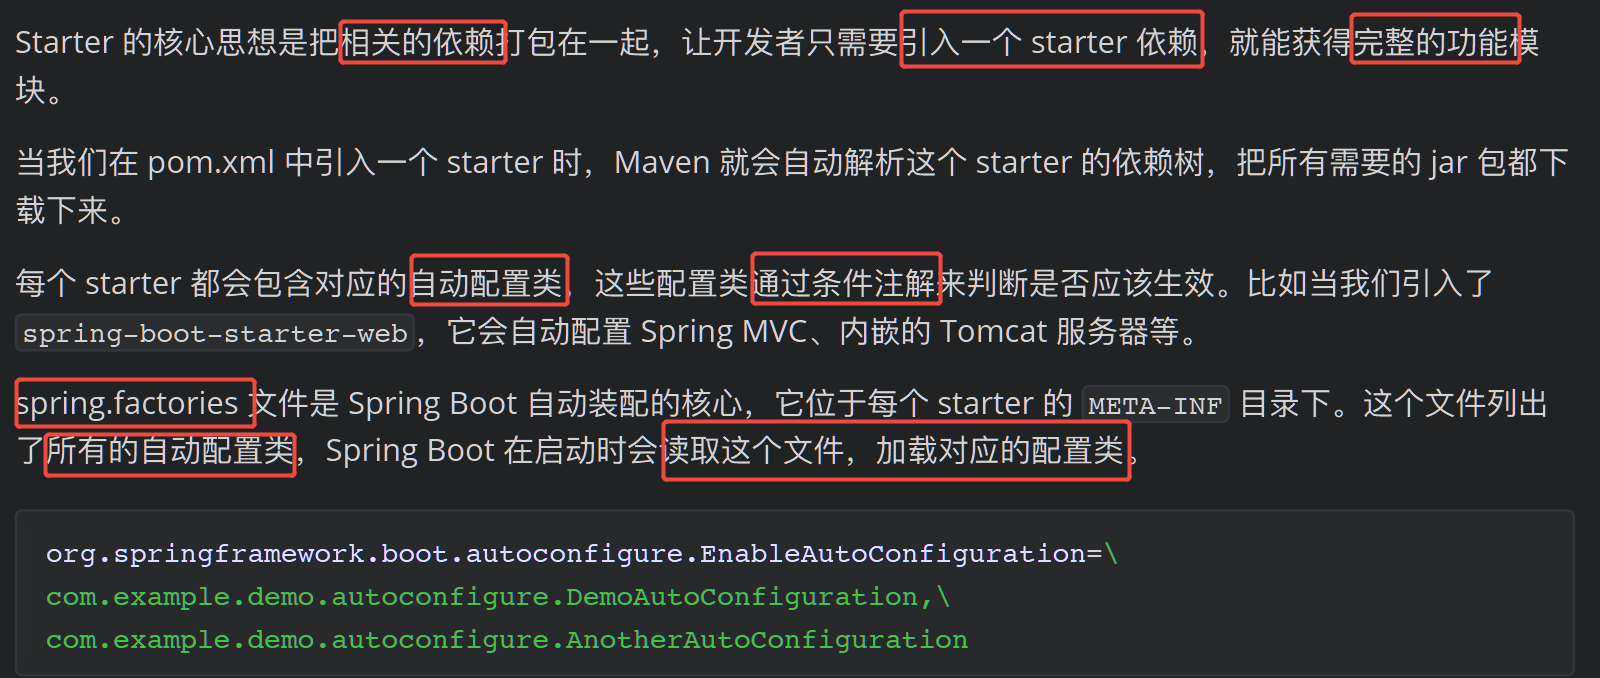 Starter 的核心思想是把相关的依赖打包在一起，让开发者只需要引入一个 starter 依赖，就能获得完整的功能模
块。
当我们在 pom.xml 中引入一个 starter 时，Maven 就会自动解析这个 starter 的依赖树，把所有需要的 jar 包都下
载下来。
每个 starter 都会包含对应的自动配置类，这些配置类通过条件注解来判断是否应该生效。比如当我们引入了
spring-boot-starter-web，它会自动配置 Spring MVC、内嵌的 Tomcat 服务器等。
spring.factories 文件是 Spring Boot 自动装配的核心，它位于每个 starter 的 META-INF 目录下。这个文件列出
了所有的自动配置类，Spring Boot 在启动时会读取这个文件，加载对应的配置类。
org.springframework.boot.autoconfigure.EnableAutoConfiguration=\
com.example.demo.autoconfigure.DemoAutoConfiguration,\
com.example.demo.autoconfigure.AnotherAutoConfiguration